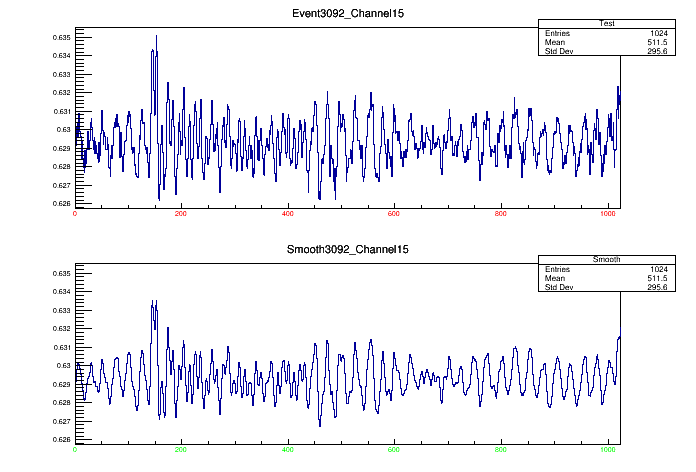 Event3092_Channel15
Test
Entries 1024
Mean 511.5
Std Dev 295.6
0.635
0.634
0.633
0.632
0.631
0.63
0.629
0.628
0.627
0.626
0 200 400 600 800 1000
Smooth3092_Channel15
Smooth
Entries 1024
Mean 511.5
Std Dev 295.6
0.635
0.634
0.633
0.632
0.631
0.63
0.629
0.628
0.627
0.626
0 200 400 600 800 1000